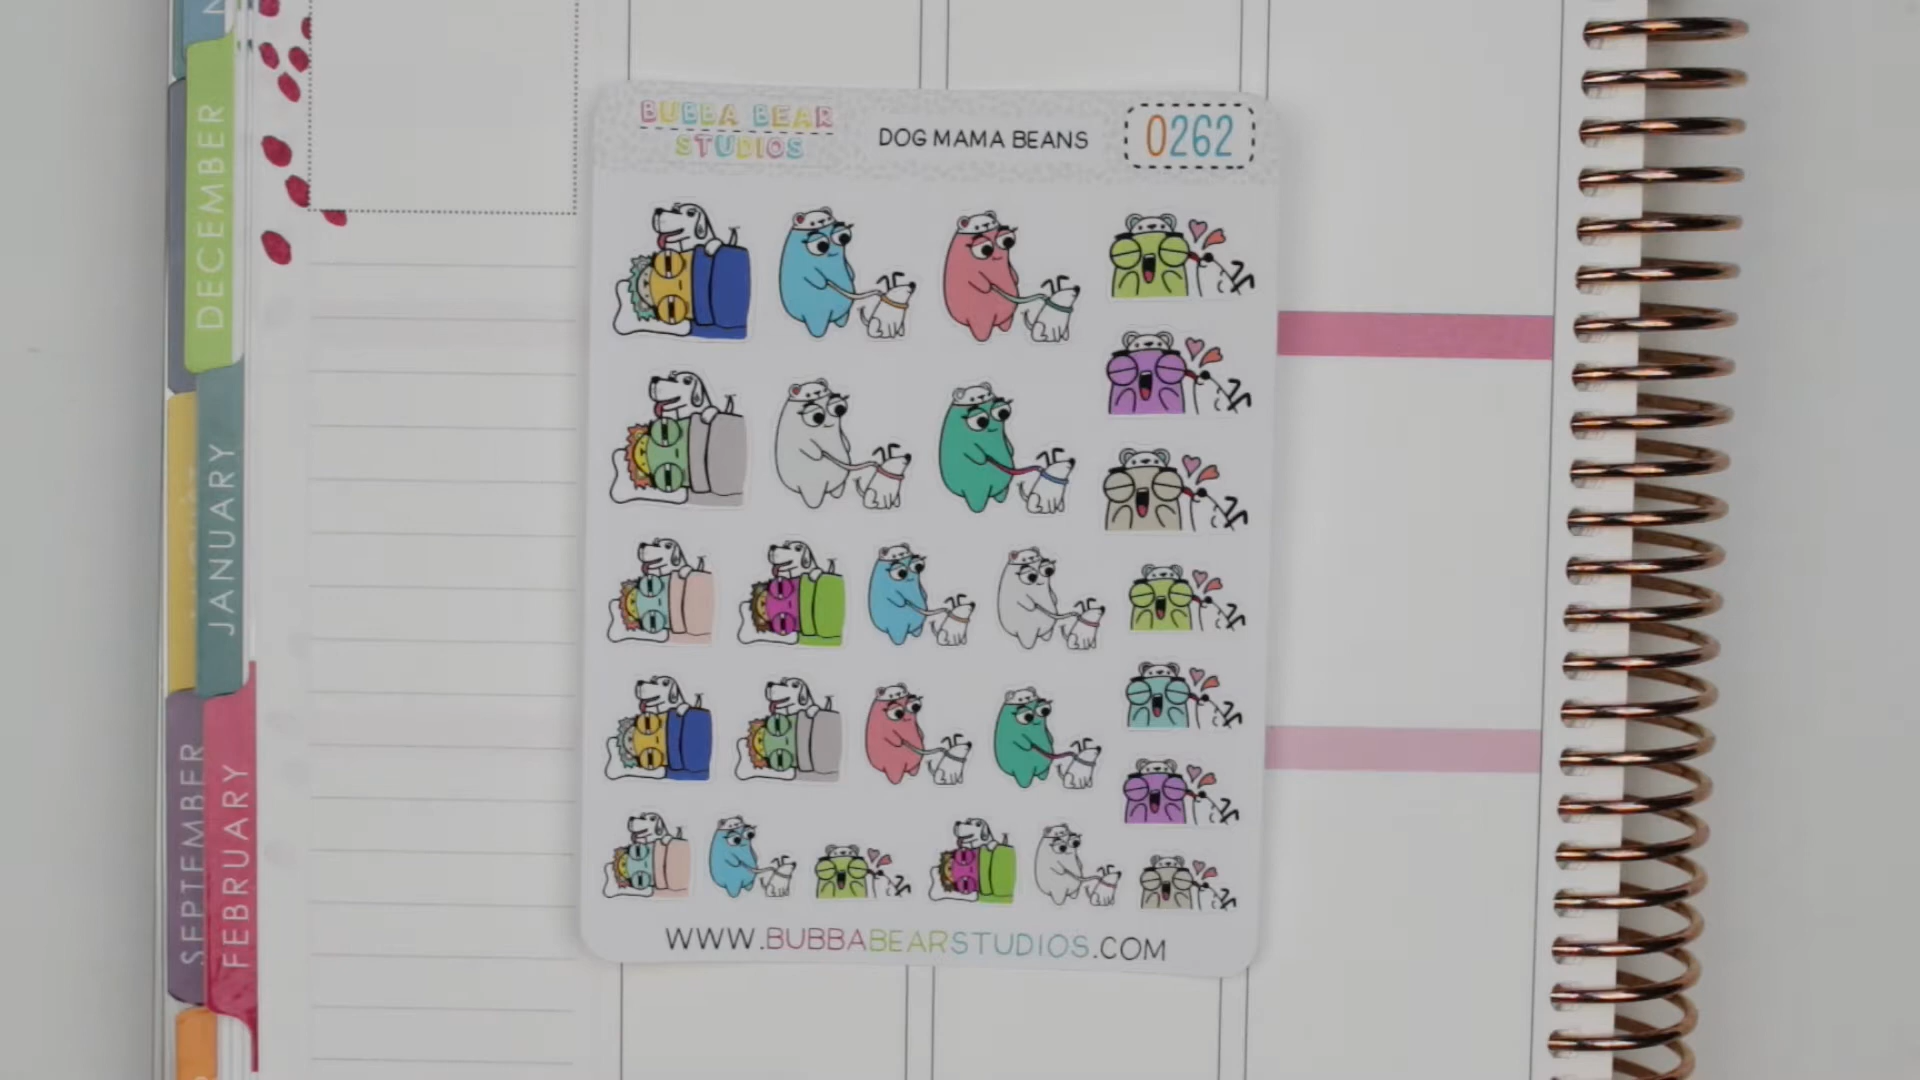 BUBBA BEAR
STUDIOS
DOG MAMA BEANS
0262
WWW.BUBBABEARSTUDIOS.COM
DECEMBER
JANUARY
SEPTEMBER
FEBRUARY